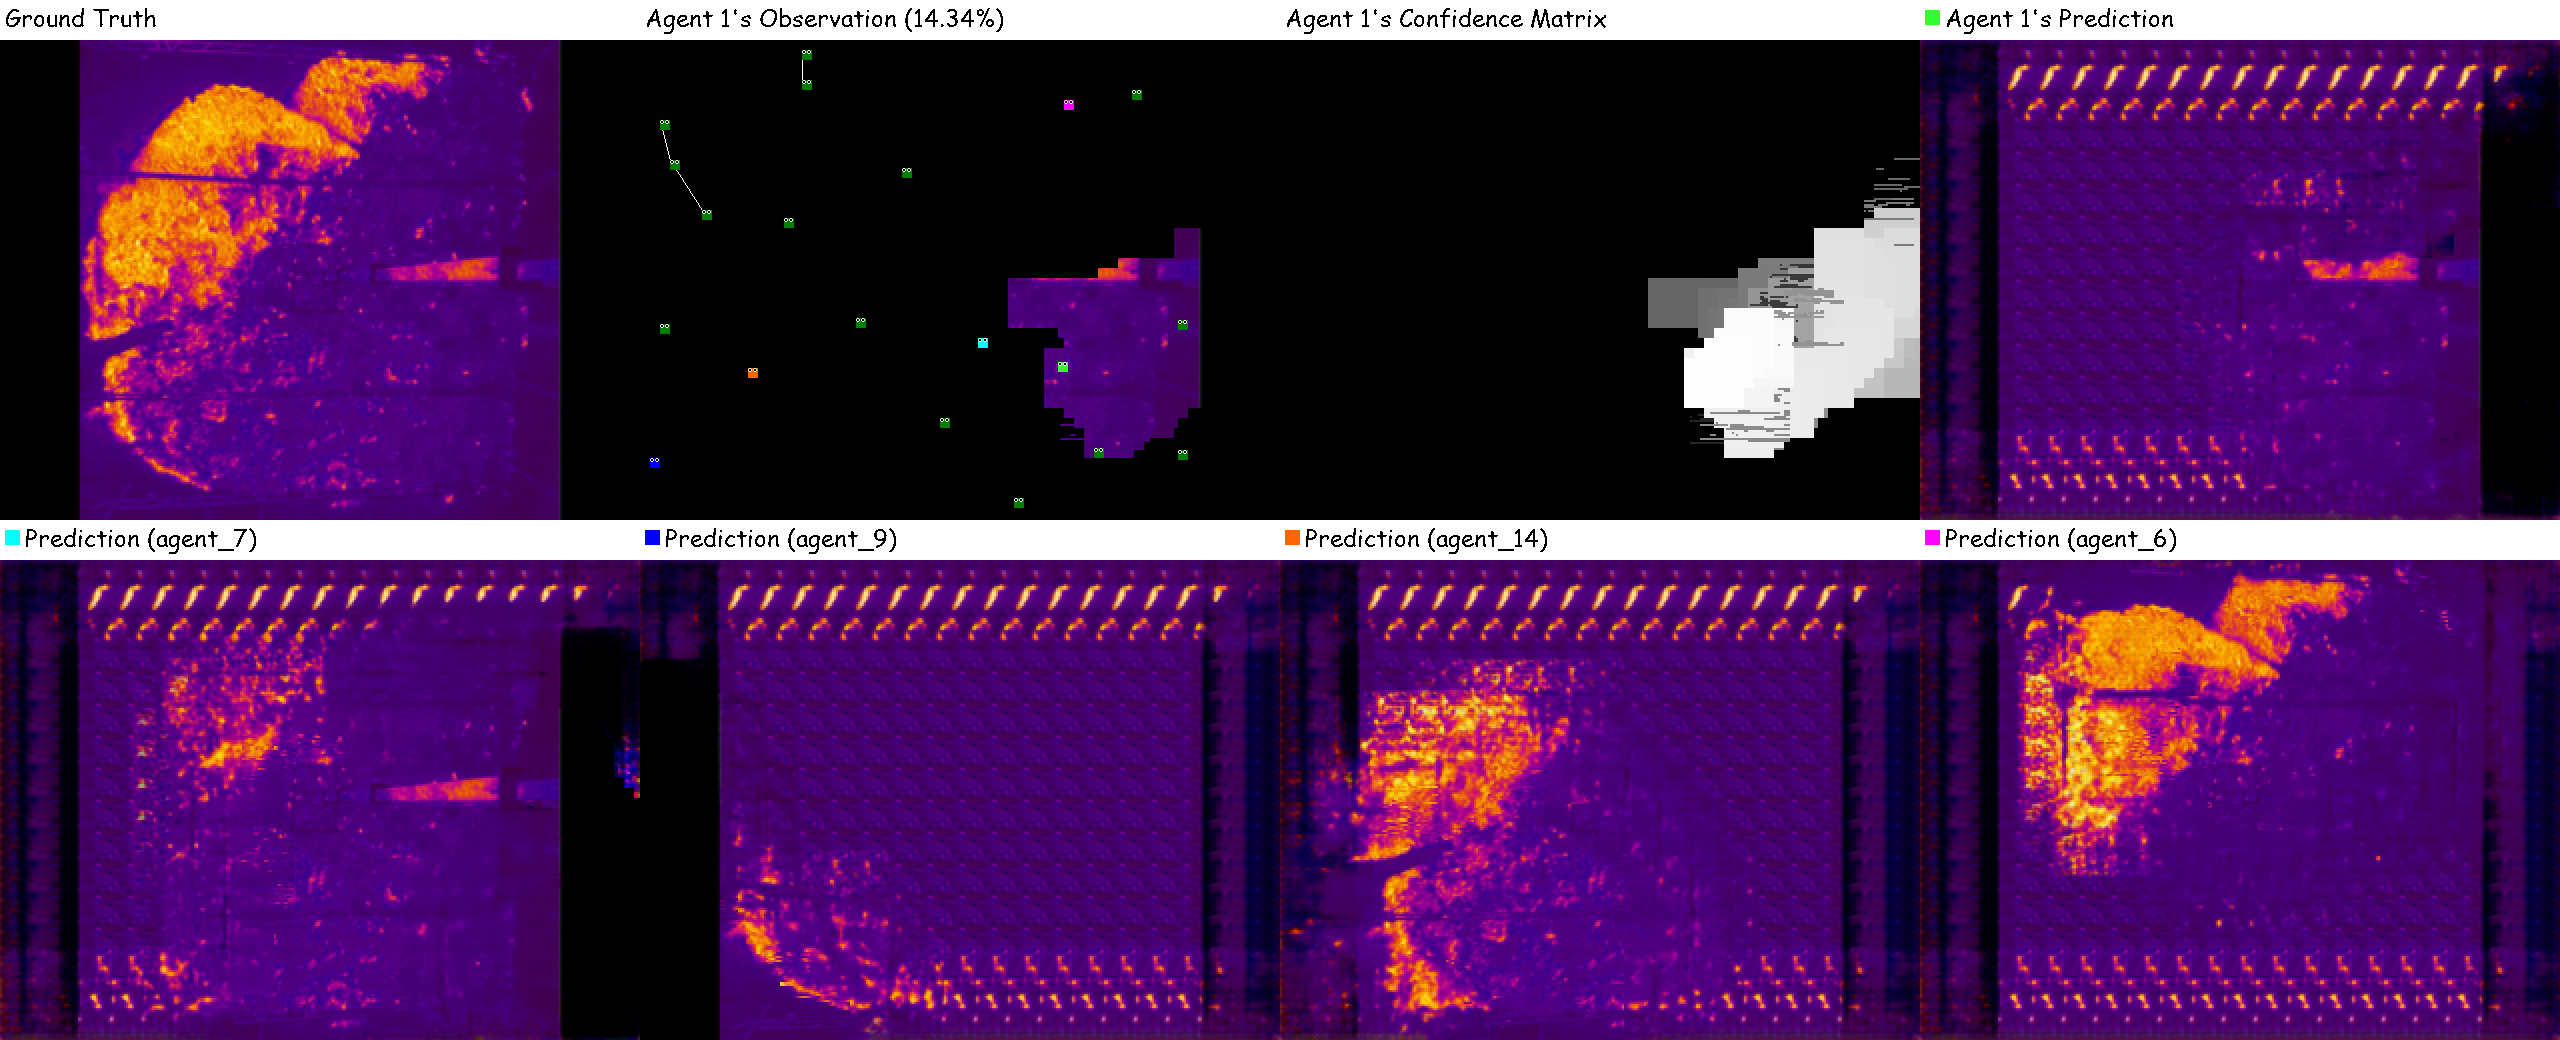 Ground Truth
Agent 1's Observation (14.34%)
Agent 1's Confidence Matrix
Agent 1's Prediction
Prediction (agent_7)
Prediction (agent_9)
Prediction (agent_14)
Prediction (agent_6)